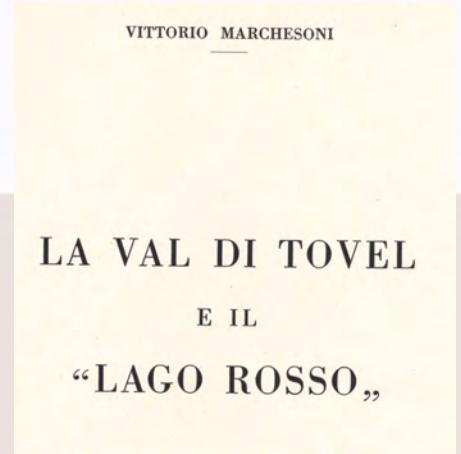 VITTORIO MARCHESONI
LA VAL DI TOVEL
E IL
“LAGO ROSSO„